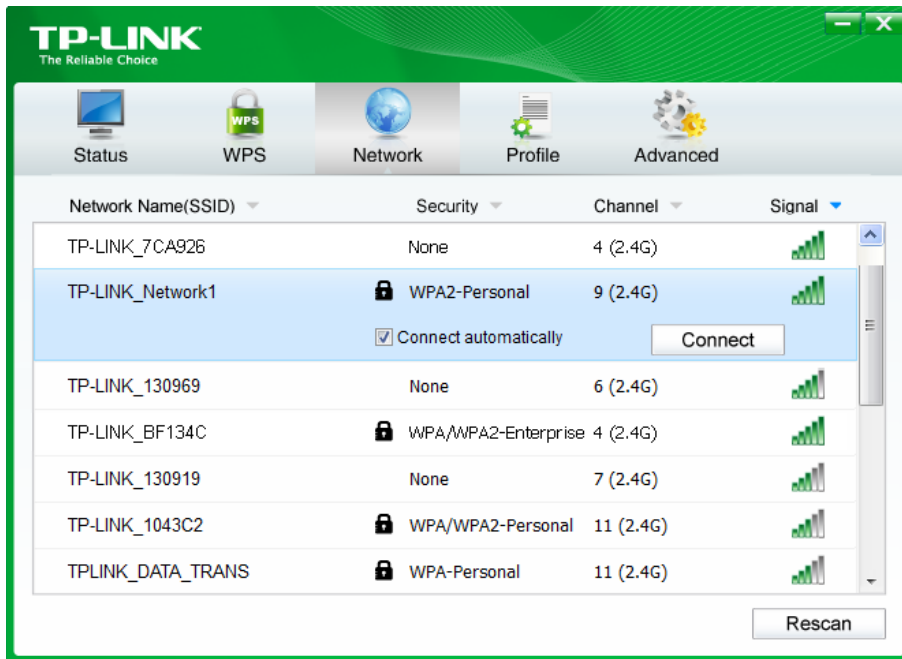 TP-LINK
The Reliable Choice
WPS
Status WPS Network Profile Advanced
Network Name(SSID) Security Channel Signal
TP-LINK_7CA926 None 4 (2.4G)
TP-LINK_Network1 WPA2-Personal 9 (2.4G)
Connect automatically Connect
TP-LINK_130969 None 6 (2.4G)
TP-LINK_BF134C WPA/WPA2-Enterprise 4 (2.4G)
TP-LINK_130919 None 7 (2.4G)
TP-LINK_1043C2 WPA/WPA2-Personal 11 (2.4G)
TPLINK_DATA_TRANS WPA-Personal 11 (2.4G)
Rescan